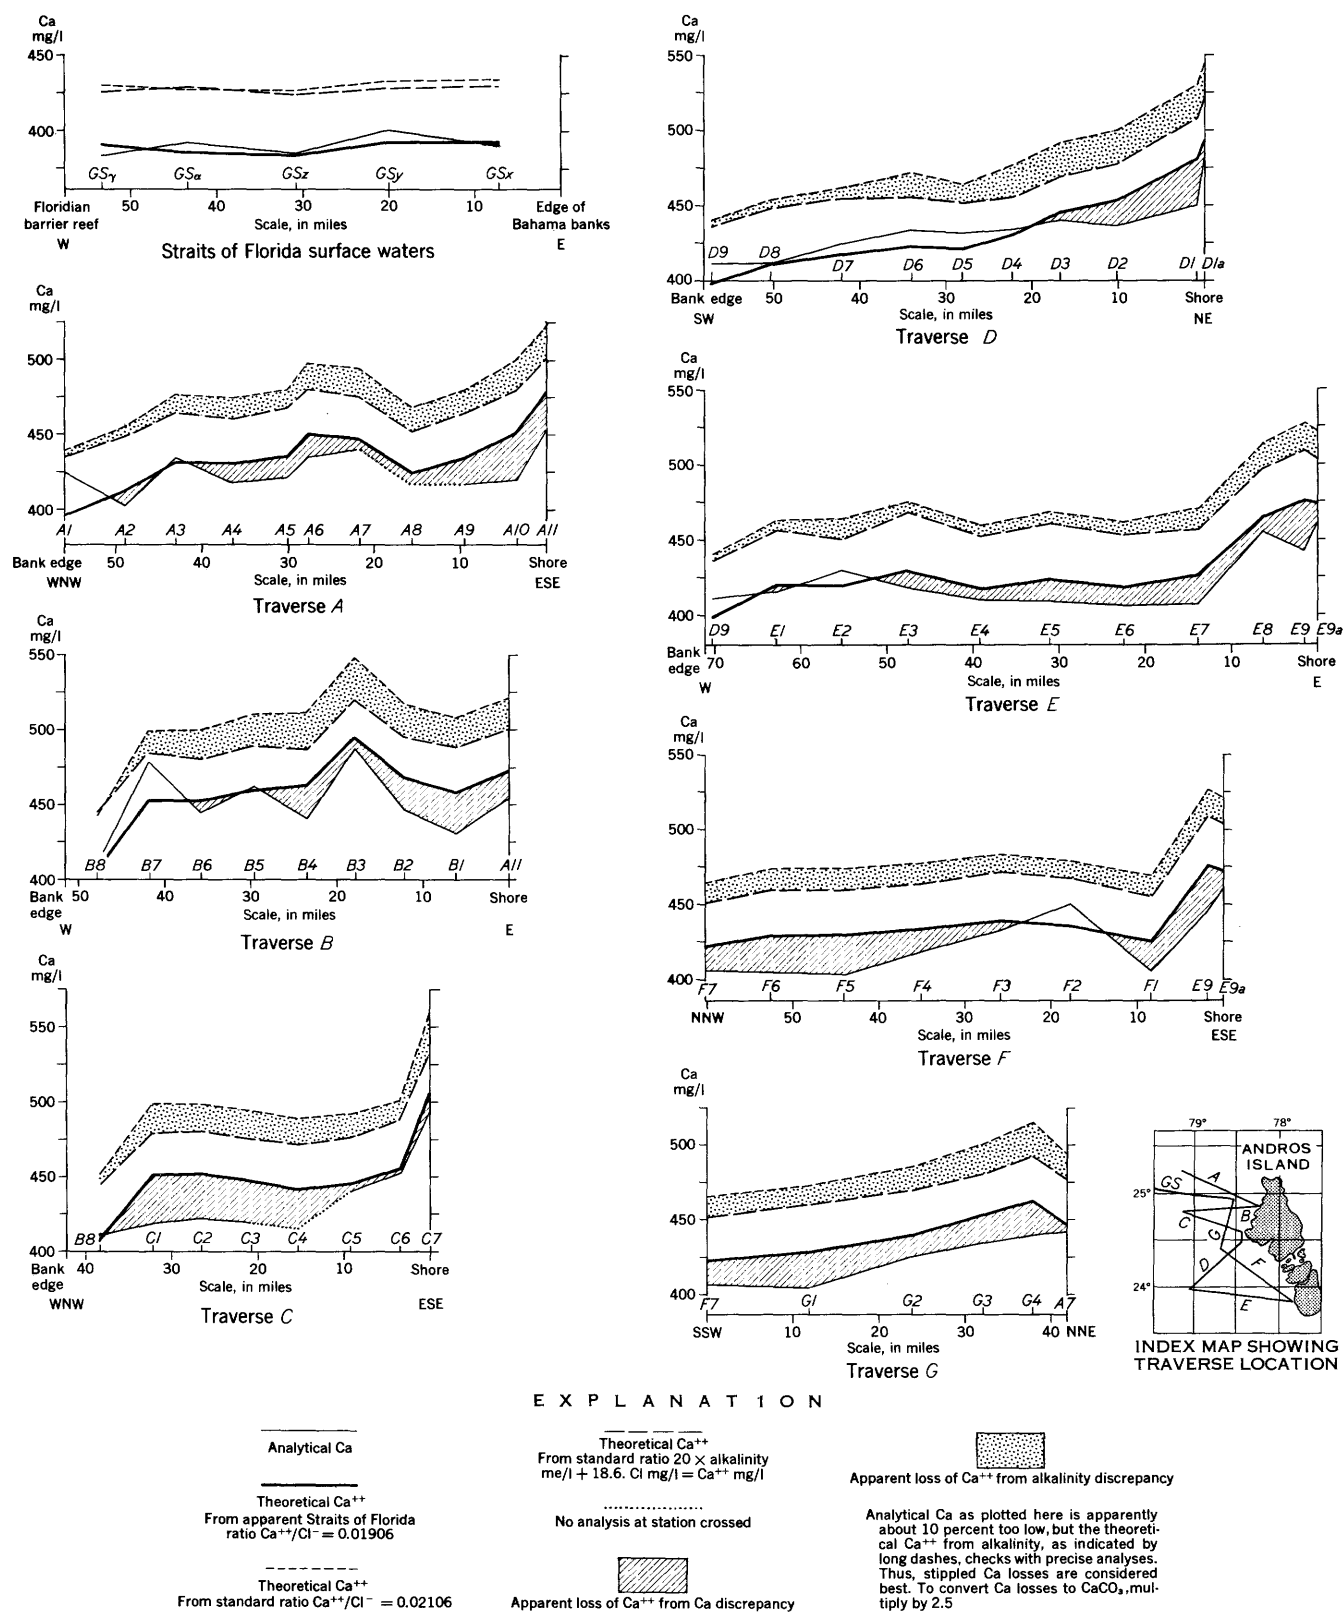 Ca
mg/l
450
400
GSγ GSα GSz GSy GSx
Floridian barrier reef 50 40 30 20 10 Edge of Bahama banks
Scale, in miles
W E
Straits of Florida surface waters
Ca
mg/l
500
450
400
A1 A2 A3 A4 A5 A6 A7 A8 A9 A10 A11
Bank edge 50 40 30 20 10 Shore
WNW Scale, in miles ESE
Traverse A
Ca
mg/l
550
500
450
400
B8 B7 B6 B5 B4 B3 B2 B1 A11
Bank edge 50 40 30 20 10 Shore
Scale, in miles
W E
Traverse B
Ca
mg/l
550
500
450
400
B8 C1 C2 C3 C4 C5 C6 C7
Bank edge 40 30 20 10 Shore
Scale, in miles
WNW ESE
Traverse C
Ca
mg/l
550
500
450
400
D9 D8 D7 D6 D5 D4 D3 D2 D1 D1a
Bank edge 50 40 30 20 10 Shore
SW Scale, in miles NE
Traverse D
Ca
mg/l
550
500
450
400
D9 E1 E2 E3 E4 E5 E6 E7 E8 E9 E9a
Bank edge 70 60 50 40 30 20 10 Shore
W Scale, in miles E
Traverse E
Ca
mg/l
550
500
450
400
F7 F6 F5 F4 F3 F2 F1 E9 E9a
NNW 50 40 30 20 10 Shore
Scale, in miles ESE
Traverse F
Ca
mg/l
500
450
400
F7 G1 G2 G3 G4 A7
SSW 10 20 30 40 NNE
Scale, in miles
Traverse G
79° 78°
ANDROS
ISLAND
25°
24°
GS A B C G D F E
INDEX MAP SHOWING
TRAVERSE LOCATION
EXPLANATION
Analytical Ca
Theoretical Ca++
From apparent Straits of Florida
ratio Ca++/Cl− = 0.01906
Theoretical Ca++
From standard ratio Ca++/Cl− = 0.02106
Theoretical Ca++
From standard ratio 20 × alkalinity
me/l + 18.6. Cl mg/l = Ca++ mg/l
No analysis at station crossed
Apparent loss of Ca++ from Ca discrepancy
Apparent loss of Ca++ from alkalinity discrepancy
Analytical Ca as plotted here is apparently
about 10 percent too low, but the theoreti-
cal Ca++ from alkalinity, as indicated by
long dashes, checks with precise analyses.
Thus, stippled Ca losses are considered
best. To convert Ca losses to CaCO₃, mul-
tiply by 2.5